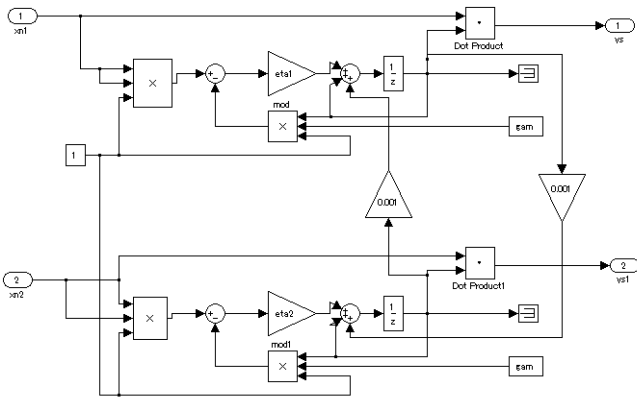 1
xn1
×
eta1
1
z
Dot Product
1
ys
mod
×
gam
1
0.001
0.001
2
xn2
×
eta2
1
z
Dot Product1
2
ys1
mod1
×
gam